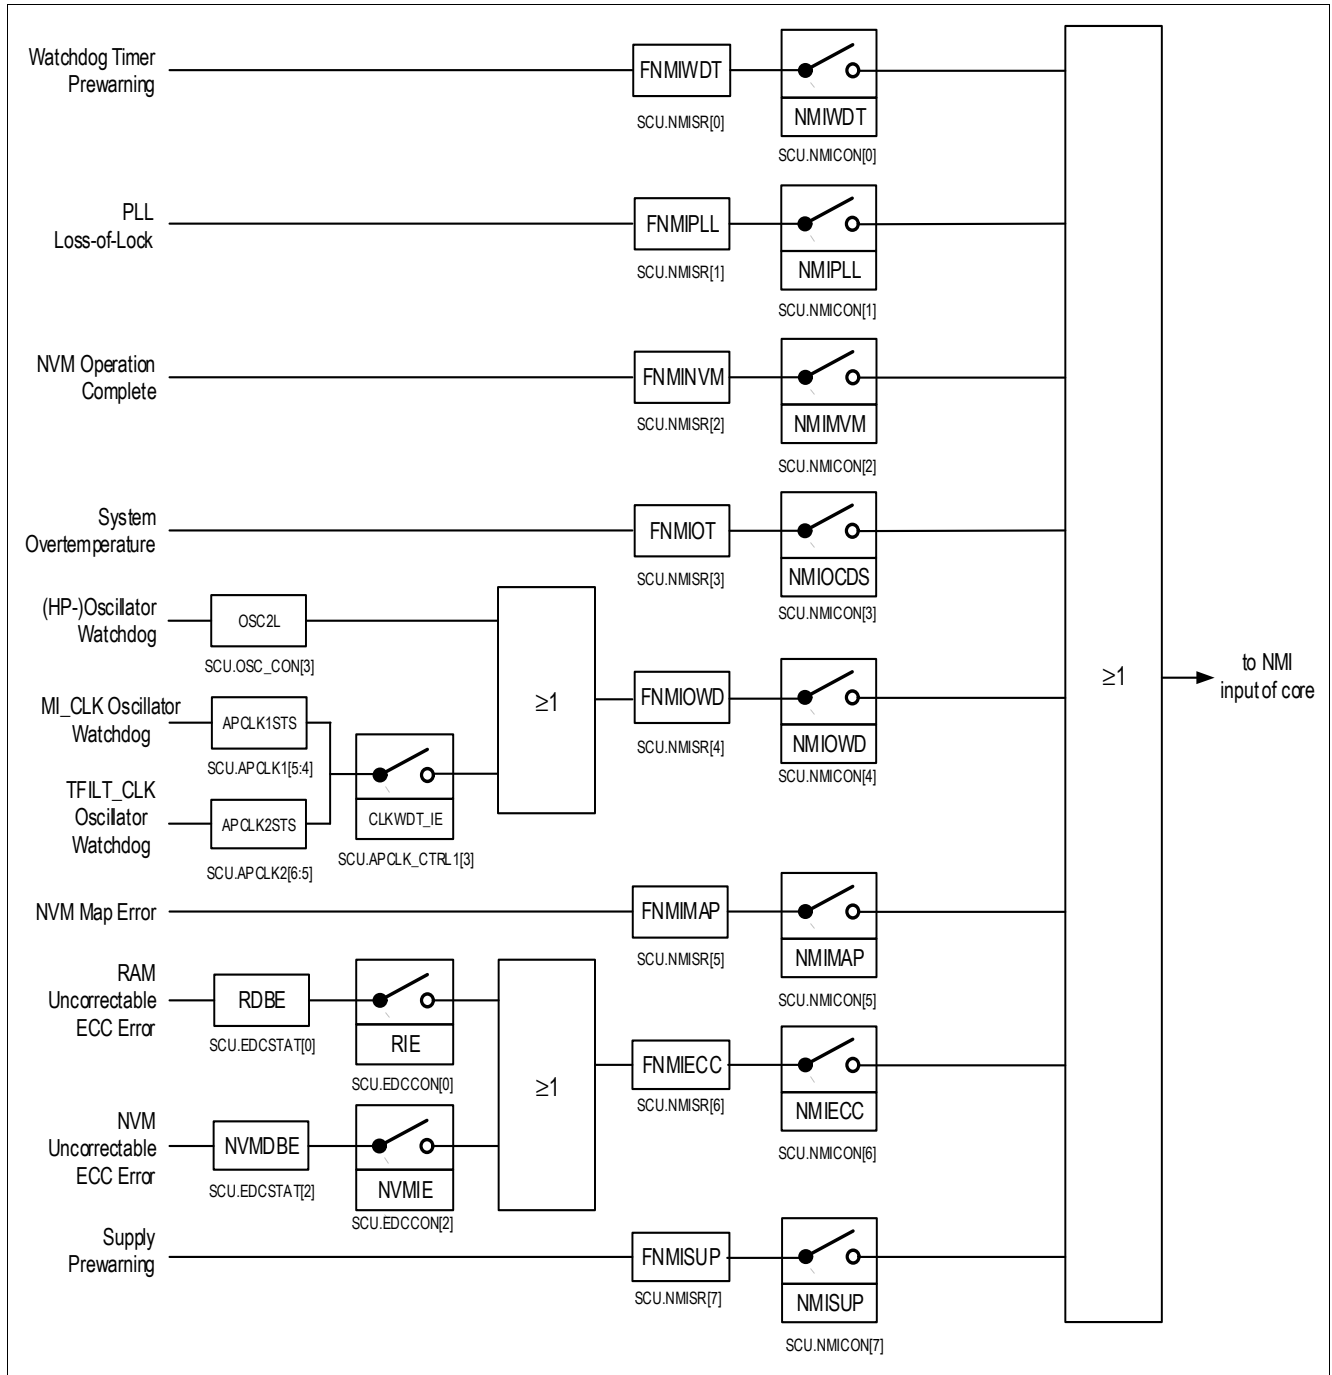 Watchdog Timer
Prewarning
FNMIWDT
SCU.NMISR[0]
NMIWDT
SCU.NMICON[0]
PLL
Loss-of-Lock
FNMIPLL
SCU.NMISR[1]
NMIPLL
SCU.NMICON[1]
NVM Operation
Complete
FNMINVM
SCU.NMISR[2]
NMIMVM
SCU.NMICON[2]
System
Overtemperature
FNMIOT
SCU.NMISR[3]
NMIOCDS
SCU.NMICON[3]
(HP-)Oscillator
Watchdog
OSC2L
SCU.OSC_CON[3]
MI_CLK Oscillator
Watchdog
APCLK1STS
SCU.APCLK1[5:4]
TFILT_CLK
Oscillator
Watchdog
APCLK2STS
SCU.APCLK2[6:5]
CLKWDT_IE
SCU.APCLK_CTRL1[3]
≥1
FNMIOWD
SCU.NMISR[4]
NMIOWD
SCU.NMICON[4]
≥1
to NMI
input of core
NVM Map Error
FNMIMAP
SCU.NMISR[5]
NMIMAP
SCU.NMICON[5]
RAM
Uncorrectable
ECC Error
RDBE
SCU.EDCSTAT[0]
RIE
SCU.EDCCON[0]
NVM
Uncorrectable
ECC Error
NVMDBE
SCU.EDCSTAT[2]
NVMIE
SCU.EDCCON[2]
≥1
FNMIECC
SCU.NMISR[6]
NMIECC
SCU.NMICON[6]
Supply
Prewarning
FNMISUP
SCU.NMISR[7]
NMISUP
SCU.NMICON[7]